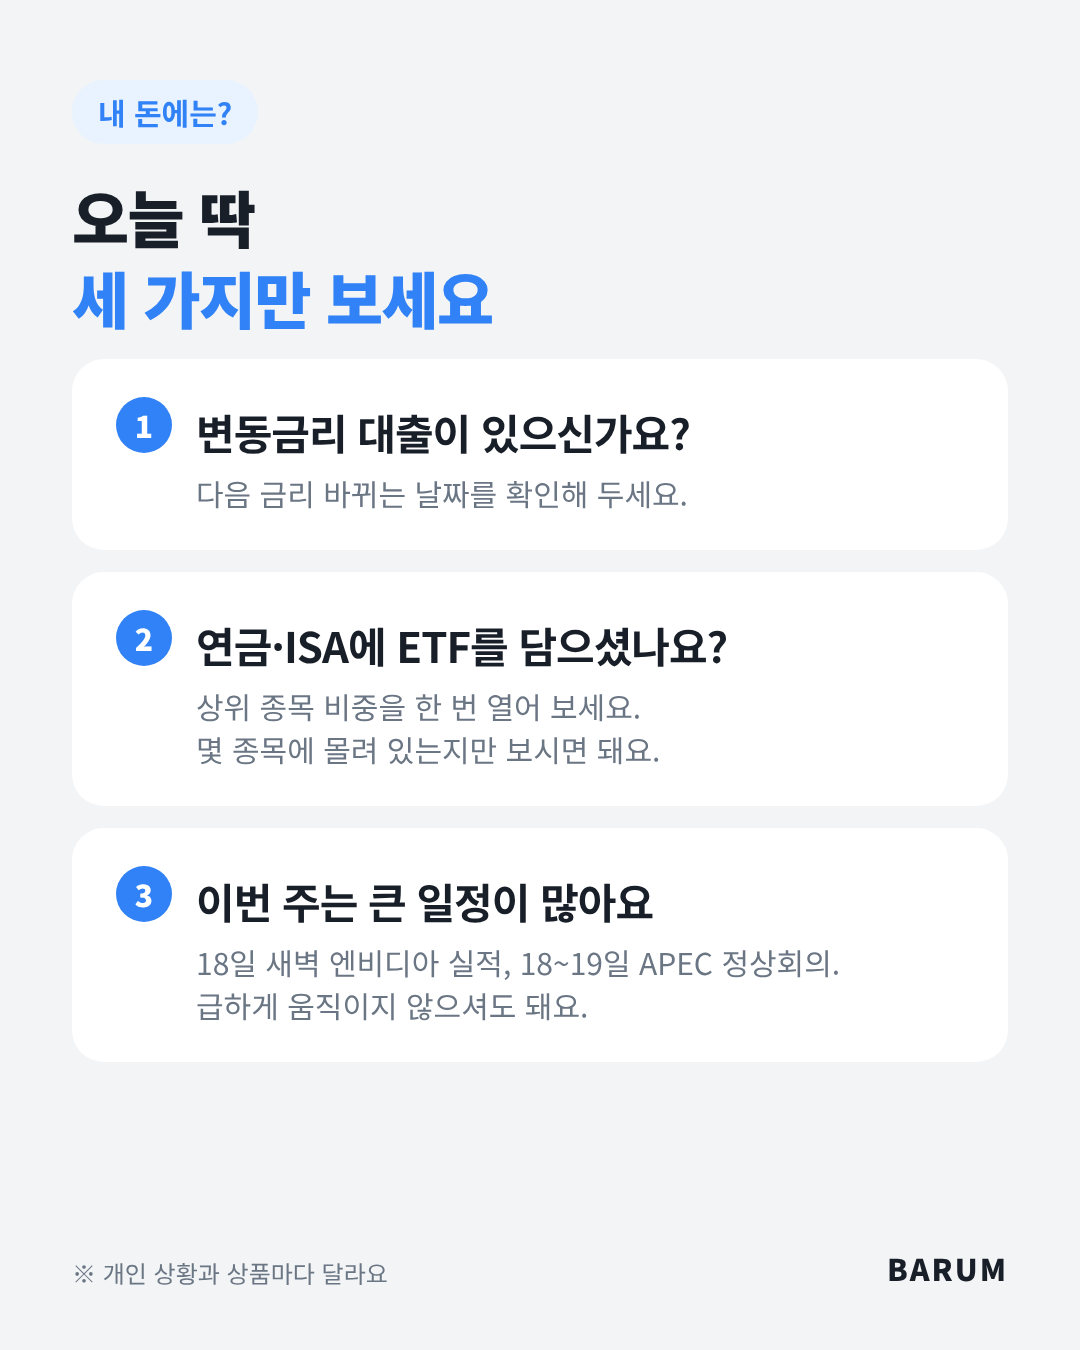 내 돈에는?
오늘 딱
세 가지만 보세요
1 변동금리 대출이 있으신가요?
다음 금리 바뀌는 날짜를 확인해 두세요.
2 연금·ISA에 ETF를 담으셨나요?
상위 종목 비중을 한 번 열어 보세요.
몇 종목에 몰려 있는지만 보시면 돼요.
3 이번 주는 큰 일정이 많아요
18일 새벽 엔비디아 실적, 18~19일 APEC 정상회의.
급하게 움직이지 않으셔도 돼요.
※ 개인 상황과 상품마다 달라요
BARUM